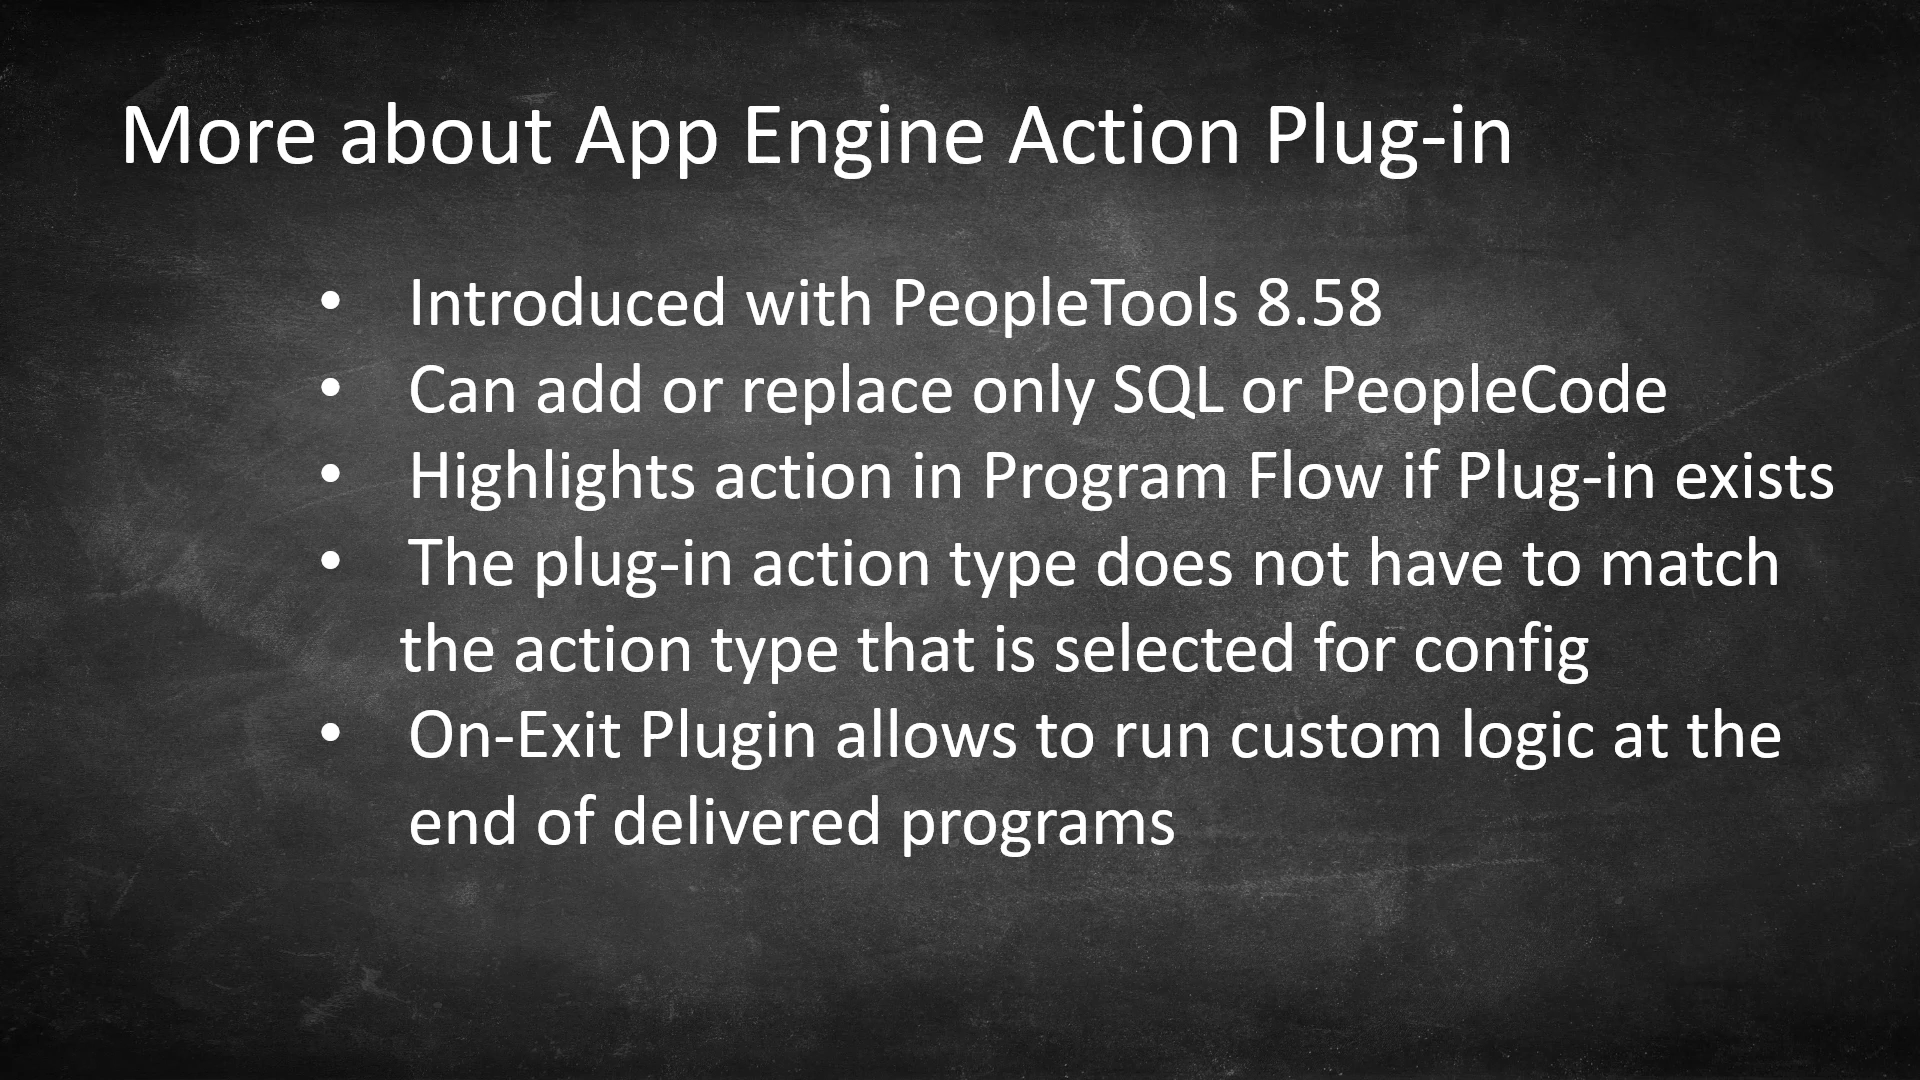 More about App Engine Action Plug-in
• Introduced with PeopleTools 8.58
• Can add or replace only SQL or PeopleCode
• Highlights action in Program Flow if Plug-in exists
• The plug-in action type does not have to match
the action type that is selected for config
• On-Exit Plugin allows to run custom logic at the
end of delivered programs